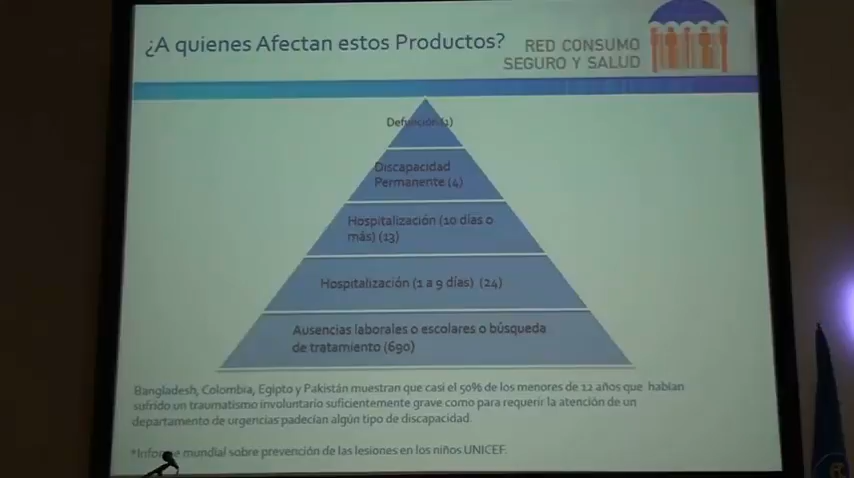 ¿A quienes Afectan estos Productos?
RED CONSUMO
SEGURO Y SALUD
Defunción (1)
Discapacidad
Permanente (4)
Hospitalización (10 días o
más) (13)
Hospitalización (1 a 9 días) (24)
Ausencias laborales o escolares o búsqueda
de tratamiento (690)
Bangladesh, Colombia, Egipto y Pakistán muestran que casi el 50% de los menores de 12 años que habían
sufrido un traumatismo involuntario suficientemente grave como para requerir la atención de un
departamento de urgencias padecían algún tipo de discapacidad.
*Informe mundial sobre prevención de las lesiones en los niños UNICEF.